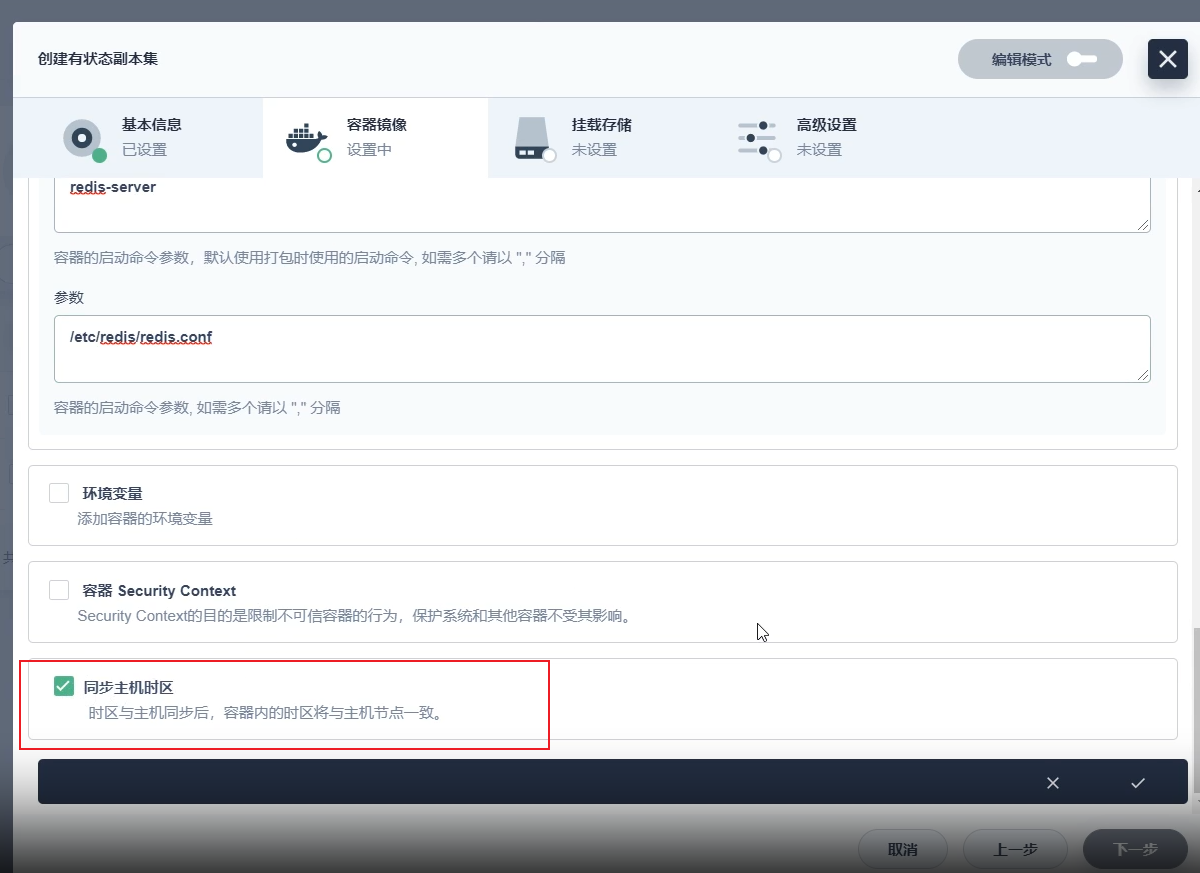 创建有状态副本集
编辑模式
基本信息
已设置
容器镜像
设置中
挂载存储
未设置
高级设置
未设置
redis-server
容器的启动命令参数，默认使用打包时使用的启动命令, 如需多个请以 "," 分隔
参数
/etc/redis/redis.conf
容器的启动命令参数, 如需多个请以 "," 分隔
环境变量
添加容器的环境变量
容器 Security Context
Security Context的目的是限制不可信容器的行为，保护系统和其他容器不受其影响。
同步主机时区
时区与主机同步后，容器内的时区将与主机节点一致。
取消
上一步
下一步